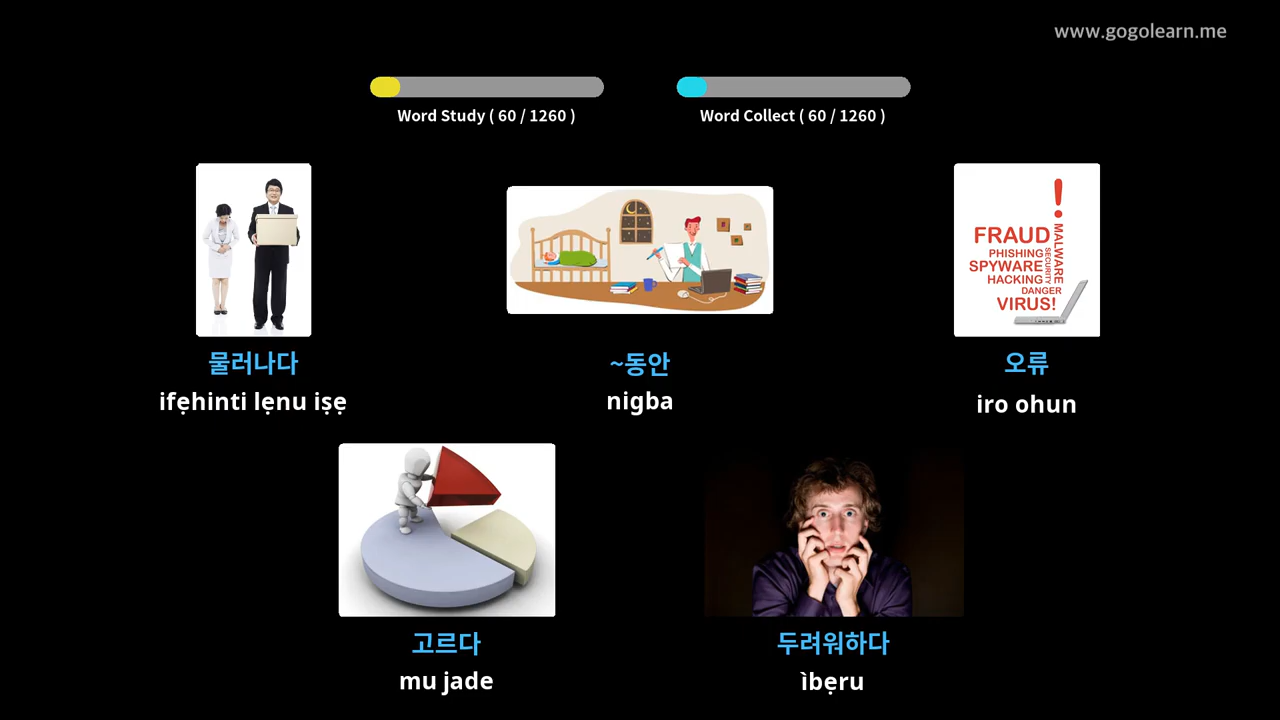 www.gogolearn.me
Word Study ( 60 / 1260 )
Word Collect ( 60 / 1260 )
FRAUD
PHISHING
SPYWARE
HACKING
DANGER
VIRUS!
MALWARE
SECURITY
!
물러나다
ifẹhinti lẹnu iṣẹ
~동안
nigba
오류
iro ohun
고르다
mu jade
두려워하다
ìbẹru